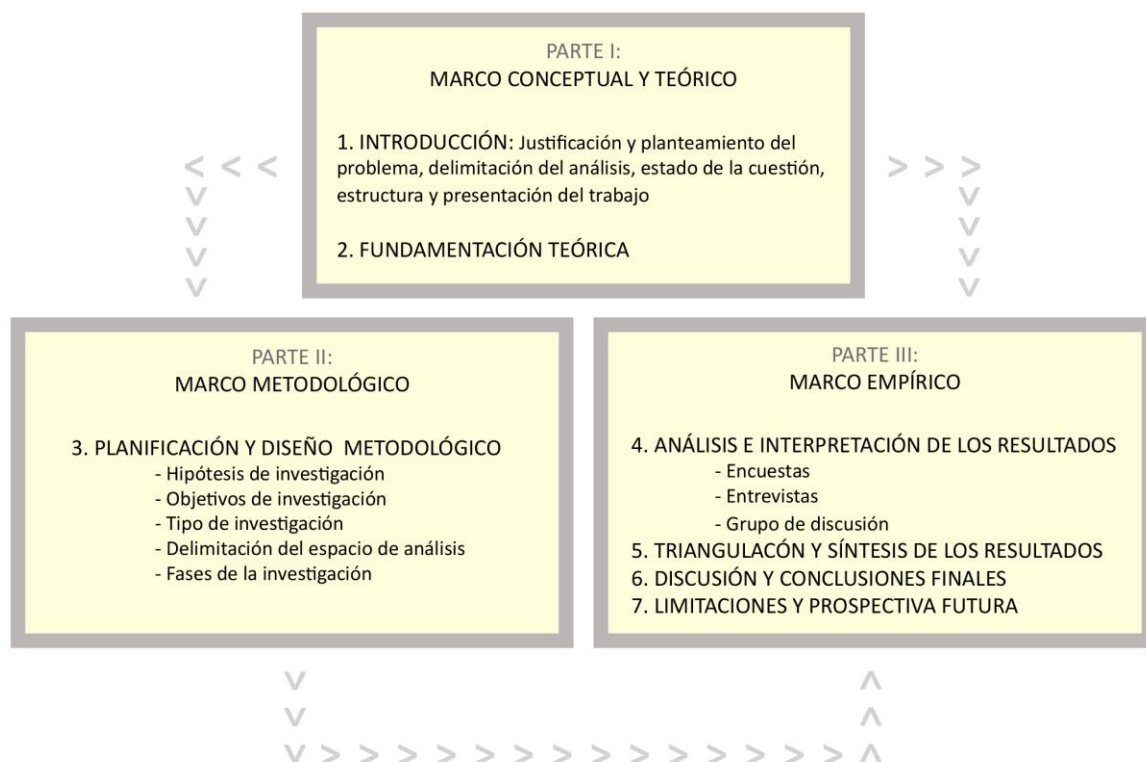 PARTE I:
MARCO CONCEPTUAL Y TEÓRICO
1. INTRODUCCIÓN: Justificación y planteamiento del
problema, delimitación del análisis, estado de la cuestión,
estructura y presentación del trabajo
2. FUNDAMENTACIÓN TEÓRICA
PARTE II:
MARCO METODOLÓGICO
3. PLANIFICACIÓN Y DISEÑO METODOLÓGICO
- Hipótesis de investigación
- Objetivos de investigación
- Tipo de investigación
- Delimitación del espacio de análisis
- Fases de la investigación
PARTE III:
MARCO EMPÍRICO
4. ANÁLISIS E INTERPRETACIÓN DE LOS RESULTADOS
- Encuestas
- Entrevistas
- Grupo de discusión
5. TRIANGULACÓN Y SÍNTESIS DE LOS RESULTADOS
6. DISCUSIÓN Y CONCLUSIONES FINALES
7. LIMITACIONES Y PROSPECTIVA FUTURA